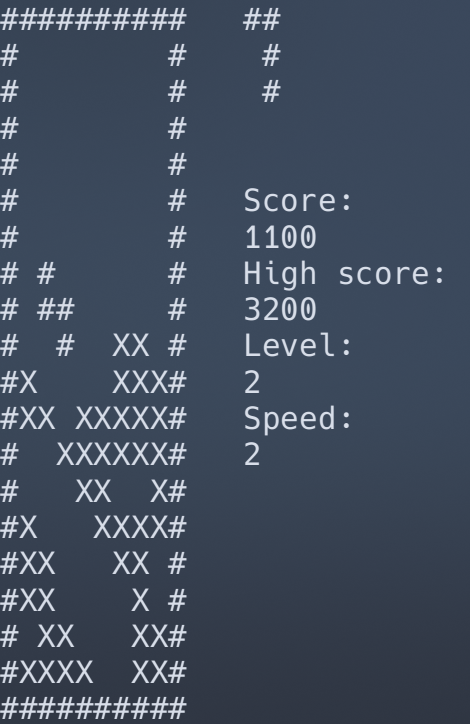 ##########   ##
#        #    #
#        #    #
#        #
#        #
#        #   Score:
#        #   1100
# #      #   High score:
# ##     #   3200
#  #  XX #   Level:
#X    XXX#   2
#XX XXXXX#   Speed:
#  XXXXXX#   2
#   XX  X#
#X   XXXX#
#XX   XX #
#XX    X #
# XX   XX#
#XXXX  XX#
##########